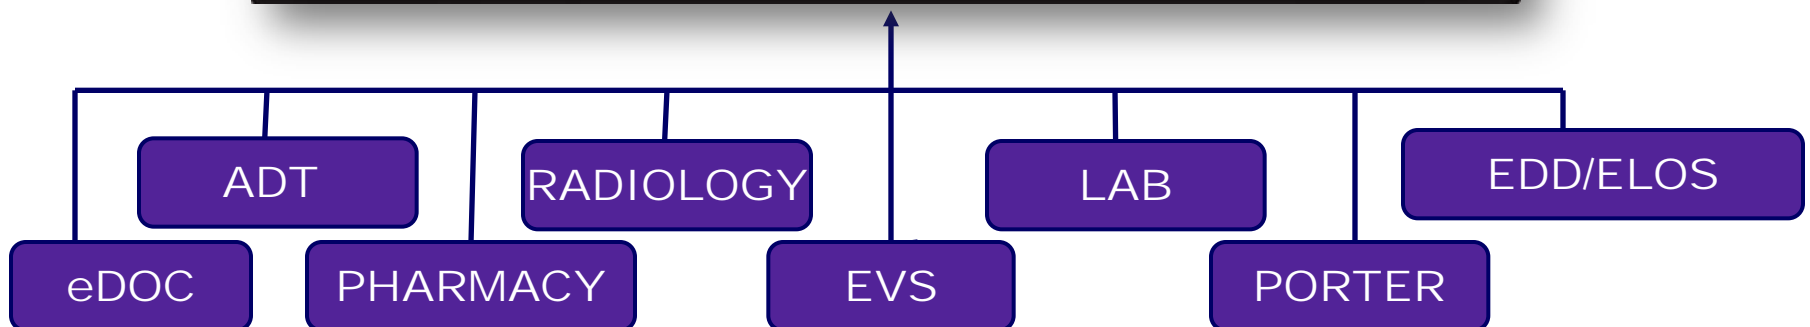 ADT
RADIOLOGY
LAB
EDD/ELOS
eDOC
PHARMACY
EVS
PORTER